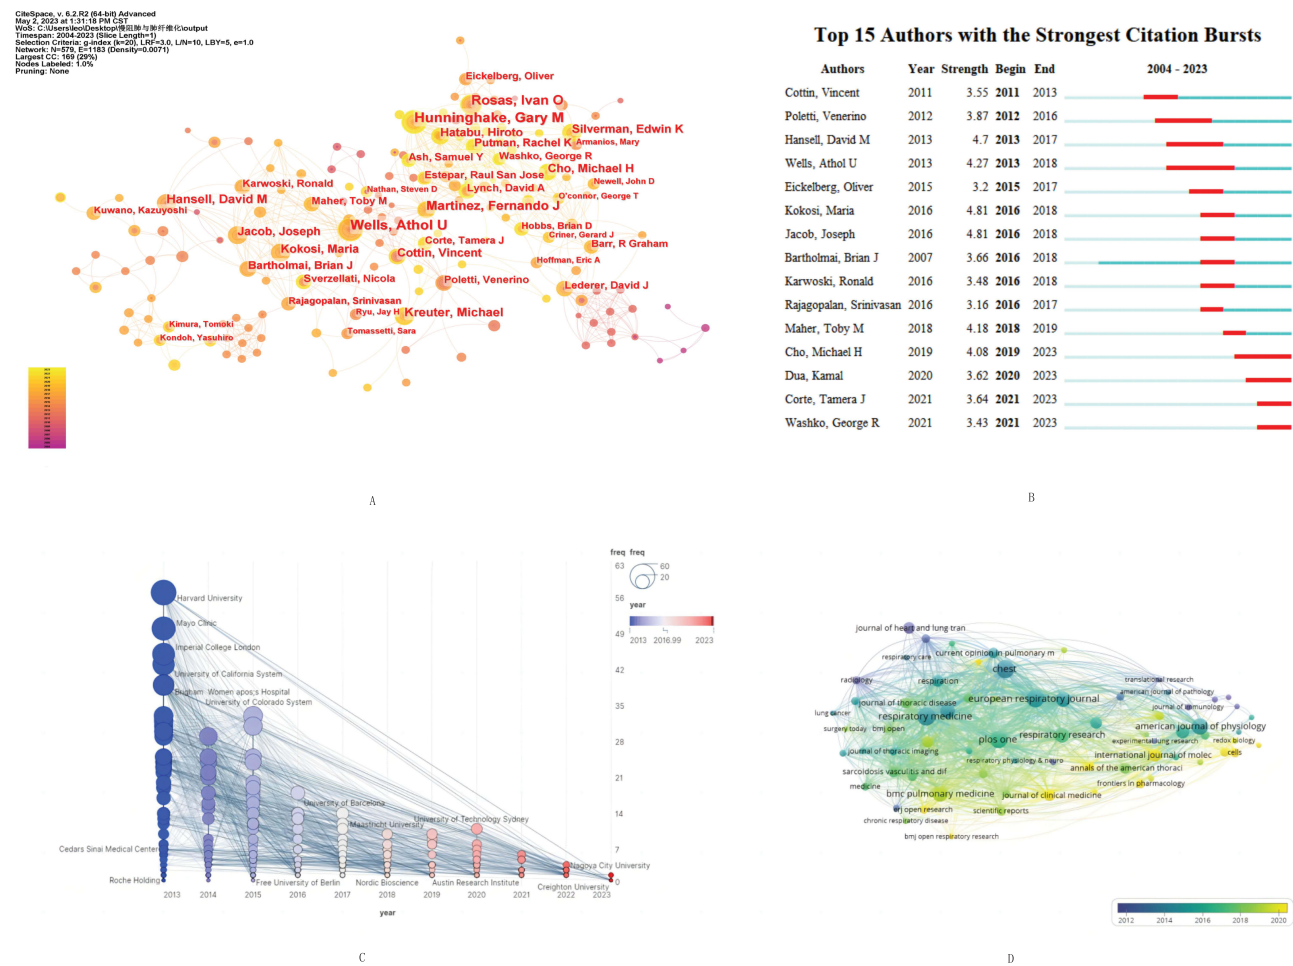 CiteSpace, v. 6.2.R2 (64-bit) Advanced
May 2, 2023 at 1:31:18 PM CST
WoS: C:\Users\leo\Desktop\慢阻肺与肺纤维化\output
Timespan: 2004-2023 (Slice Length=1)
Selection Criteria: g-index (k=20), LRF=3.0, L/N=10, LBY=5, e=1.0
Network: N=579, E=1183 (Density=0.0071)
Largest CC: 169 (29%)
Nodes Labeled: 1.0%
Pruning: None
Eickelberg, Oliver
Rosas, Ivan O
Hunninghake, Gary M
Hatabu, Hiroto
Silverman, Edwin K
Putman, Rachel K
Armanios, Mary
Ash, Samuel Y
Washko, George R
Cho, Michael H
Estepar, Raul San Jose
Newell, John D
Karwoski, Ronald
Nathan, Steven D
Lynch, David A
O'connor, George T
Hansell, David M
Maher, Toby M
Martinez, Fernando J
Kuwano, Kazuyoshi
Wells, Athol U
Hobbs, Brian D
Jacob, Joseph
Criner, Gerard J
Corte, Tamera J
Barr, R Graham
Kokosi, Maria
Cottin, Vincent
Hoffman, Eric A
Bartholmai, Brian J
Sverzellati, Nicola
Poletti, Venerino
Lederer, David J
Rajagopalan, Srinivasan
Ryu, Jay H
Kreuter, Michael
Kimura, Tomoki
Tomassetti, Sara
Kondoh, Yasuhiro
A
Top 15 Authors with the Strongest Citation Bursts
Authors Year Strength Begin End 2004 - 2023
Cottin, Vincent 2011 3.55 2011 2013
Poletti, Venerino 2012 3.87 2012 2016
Hansell, David M 2013 4.7 2013 2017
Wells, Athol U 2013 4.27 2013 2018
Eickelberg, Oliver 2015 3.2 2015 2017
Kokosi, Maria 2016 4.81 2016 2018
Jacob, Joseph 2016 4.81 2016 2018
Bartholmai, Brian J 2007 3.66 2016 2018
Karwoski, Ronald 2016 3.48 2016 2018
Rajagopalan, Srinivasan 2016 3.16 2016 2017
Maher, Toby M 2018 4.18 2018 2019
Cho, Michael H 2019 4.08 2019 2023
Dua, Kamal 2020 3.62 2020 2023
Corte, Tamera J 2021 3.64 2021 2023
Washko, George R 2021 3.43 2021 2023
B
freq freq
63
60
20
56
year
2013 2016.99 2023
49
42
35
28
21
14
7
0
Harvard University
Mayo Clinic
Imperial College London
University of California System
Brigham Women apos;s Hospital
University of Colorado System
University of Barcelona
Maastricht University
University of Technology Sydney
Cedars Sinai Medical Center
Nagoya City University
Roche Holding
Free University of Berlin
Nordic Bioscience
Austin Research Institute
Creighton University
2013 2014 2015 2016 2017 2018 2019 2020 2021 2022 2023
year
C
journal of heart and lung tran
respiratory care
current opinion in pulmonary m
chest
radiology
respiration
translational research
american journal of pathology
european respiratory journal
journal of thoracic disease
journal of immunology
lung cancer
respiratory medicine
surgery today
bmj open
american journal of physiology
plos one
respiratory research
experimental lung research
redox biology
journal of thoracic imaging
cells
international journal of molec
respiratory physiology & neuro
sarcoidosis vasculitis and dif
annals of the american thoraci
medicine
frontiers in pharmacology
bmc pulmonary medicine
journal of clinical medicine
erj open research
scientific reports
chronic respiratory disease
bmj open respiratory research
2012 2014 2016 2018 2020
D